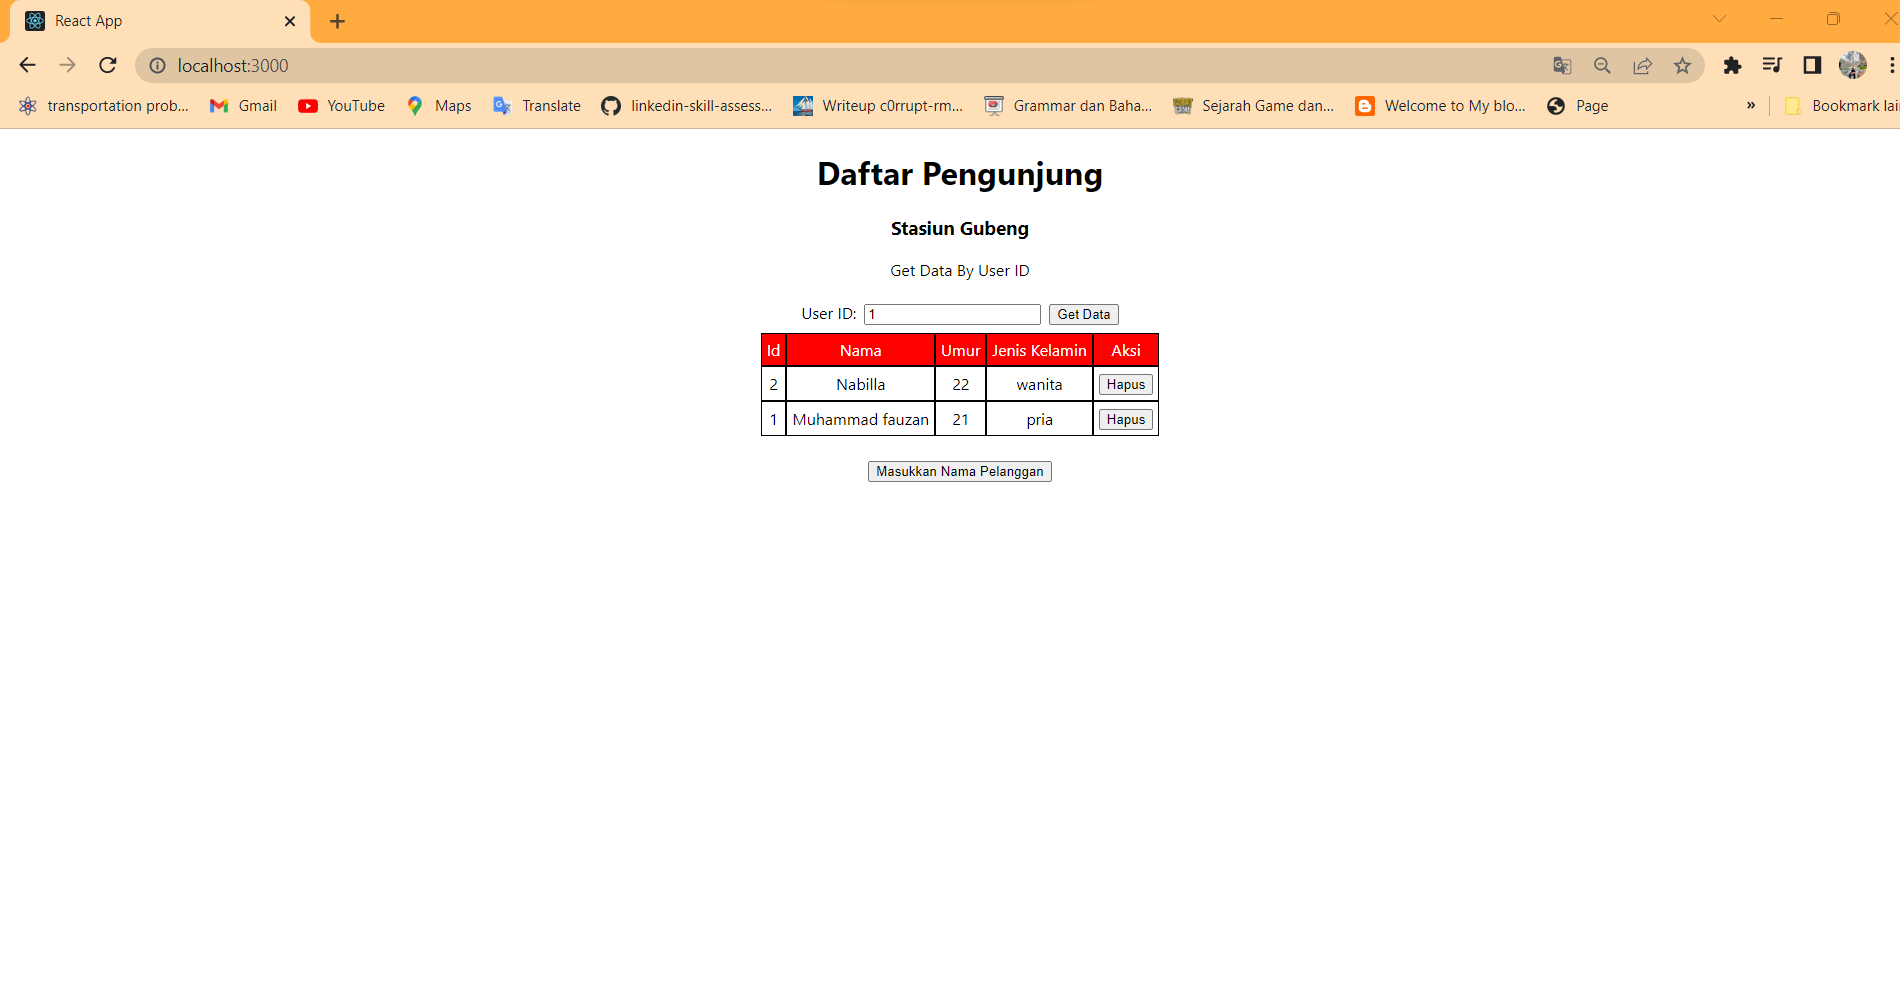 React App
localhost:3000
transportation prob... Gmail YouTube Maps Translate linkedin-skill-assess... Writeup c0rrupt-rm... Grammar dan Baha... Sejarah Game dan... Welcome to My blo... Page » Bookmark lai
Daftar Pengunjung
Stasiun Gubeng
Get Data By User ID
User ID: 1 Get Data
Id Nama Umur Jenis Kelamin Aksi
2 Nabilla 22 wanita Hapus
1 Muhammad fauzan 21 pria Hapus
Masukkan Nama Pelanggan